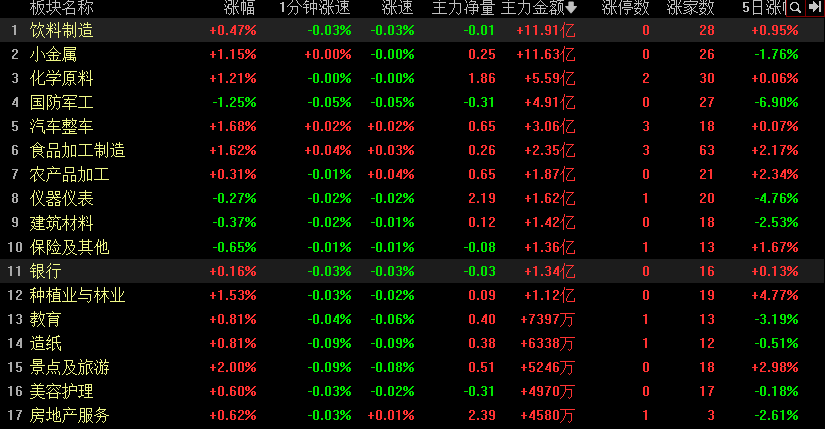 板块名称 涨幅 1分钟涨速 涨速 主力净量 主力金额 涨停数 涨家数 5日涨
1 饮料制造 +0.47% -0.03% -0.03% -0.01 +11.91亿 0 28 +0.95%
2 小金属 +1.15% +0.00% -0.00% 0.25 +11.63亿 0 26 -1.76%
3 化学原料 +1.21% -0.00% -0.00% 1.86 +5.59亿 2 30 +0.06%
4 国防军工 -1.25% -0.05% -0.05% -0.31 +4.91亿 0 27 -6.90%
5 汽车整车 +1.68% +0.02% +0.02% 0.65 +3.06亿 3 18 +0.07%
6 食品加工制造 +1.62% +0.04% +0.03% 0.26 +2.35亿 3 63 +2.17%
7 农产品加工 +0.31% -0.01% +0.04% 0.65 +1.87亿 0 21 +2.34%
8 仪器仪表 -0.27% -0.02% -0.02% 2.19 +1.62亿 1 20 -4.76%
9 建筑材料 -0.37% -0.02% -0.01% 0.12 +1.42亿 0 18 -2.53%
10 保险及其他 -0.65% -0.01% -0.01% -0.08 +1.36亿 1 13 +1.67%
11 银行 +0.16% -0.03% -0.03% -0.03 +1.34亿 0 16 +0.13%
12 种植业与林业 +1.53% -0.03% -0.02% 0.09 +1.12亿 0 19 +4.77%
13 教育 +0.81% -0.04% -0.06% 0.40 +7397万 1 13 -3.19%
14 造纸 +0.81% -0.09% -0.09% 0.38 +6338万 1 12 -0.51%
15 景点及旅游 +2.00% -0.09% -0.08% 0.51 +5246万 0 18 +2.98%
16 美容护理 +0.60% -0.03% -0.02% -0.31 +4970万 0 17 -0.18%
17 房地产服务 +0.62% -0.03% +0.01% 2.39 +4580万 1 3 -2.61%